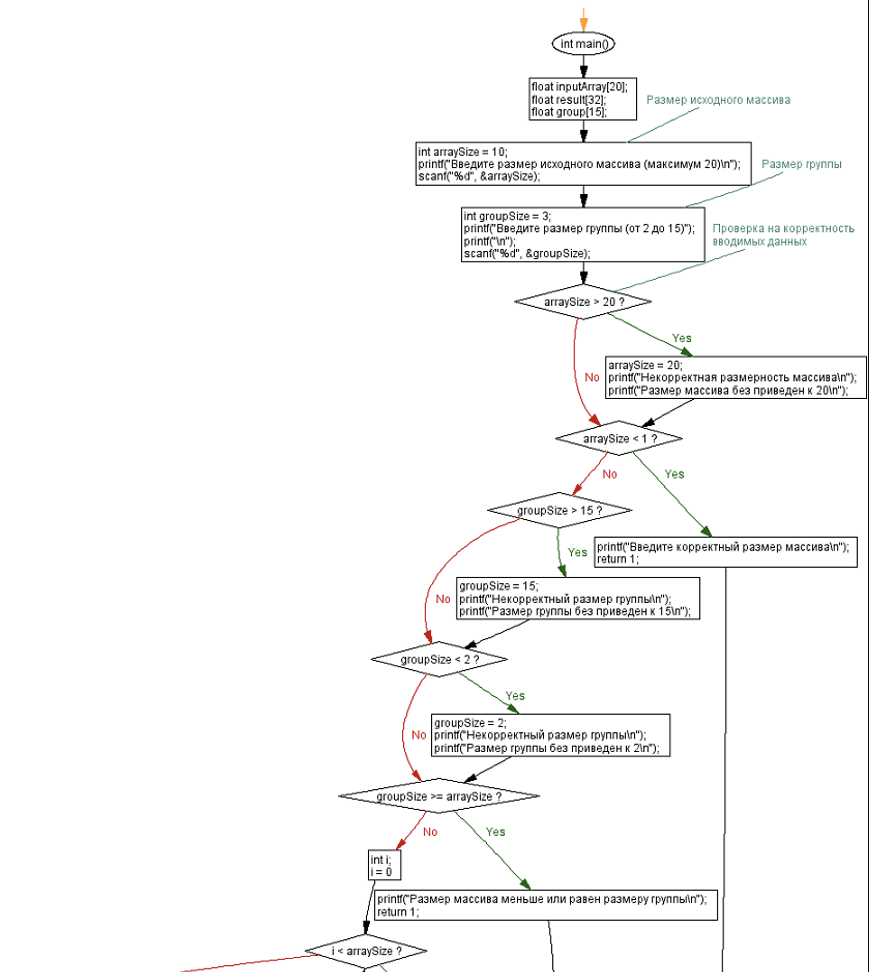 int main()
float inputArray[20];
float result[32];
float group[15];
Размер исходного массива
int arraySize = 10;
printf("Введите размер исходного массива (максимум 20)\n");
scanf("%d", &arraySize);
Размер группы
int groupSize = 3;
printf("Введите размер группы (от 2 до 15)");
printf("\n");
scanf("%d", &groupSize);
Проверка на корректность
вводимых данных
arraySize > 20 ?
Yes
No
arraySize = 20;
printf("Некорректная размерность массива\n");
printf("Размер массива без приведен к 20\n");
arraySize < 1 ?
No
Yes
groupSize > 15 ?
Yes
printf("Введите корректный размер массива\n");
return 1;
No
groupSize = 15;
printf("Некорректный размер группы\n");
printf("Размер группы без приведен к 15\n");
groupSize < 2 ?
Yes
No
groupSize = 2;
printf("Некорректный размер группы\n");
printf("Размер группы без приведен к 2\n");
groupSize >= arraySize ?
No
Yes
int i;
i = 0
printf("Размер массива меньше или равен размеру группы\n");
return 1;
i < arraySize ?